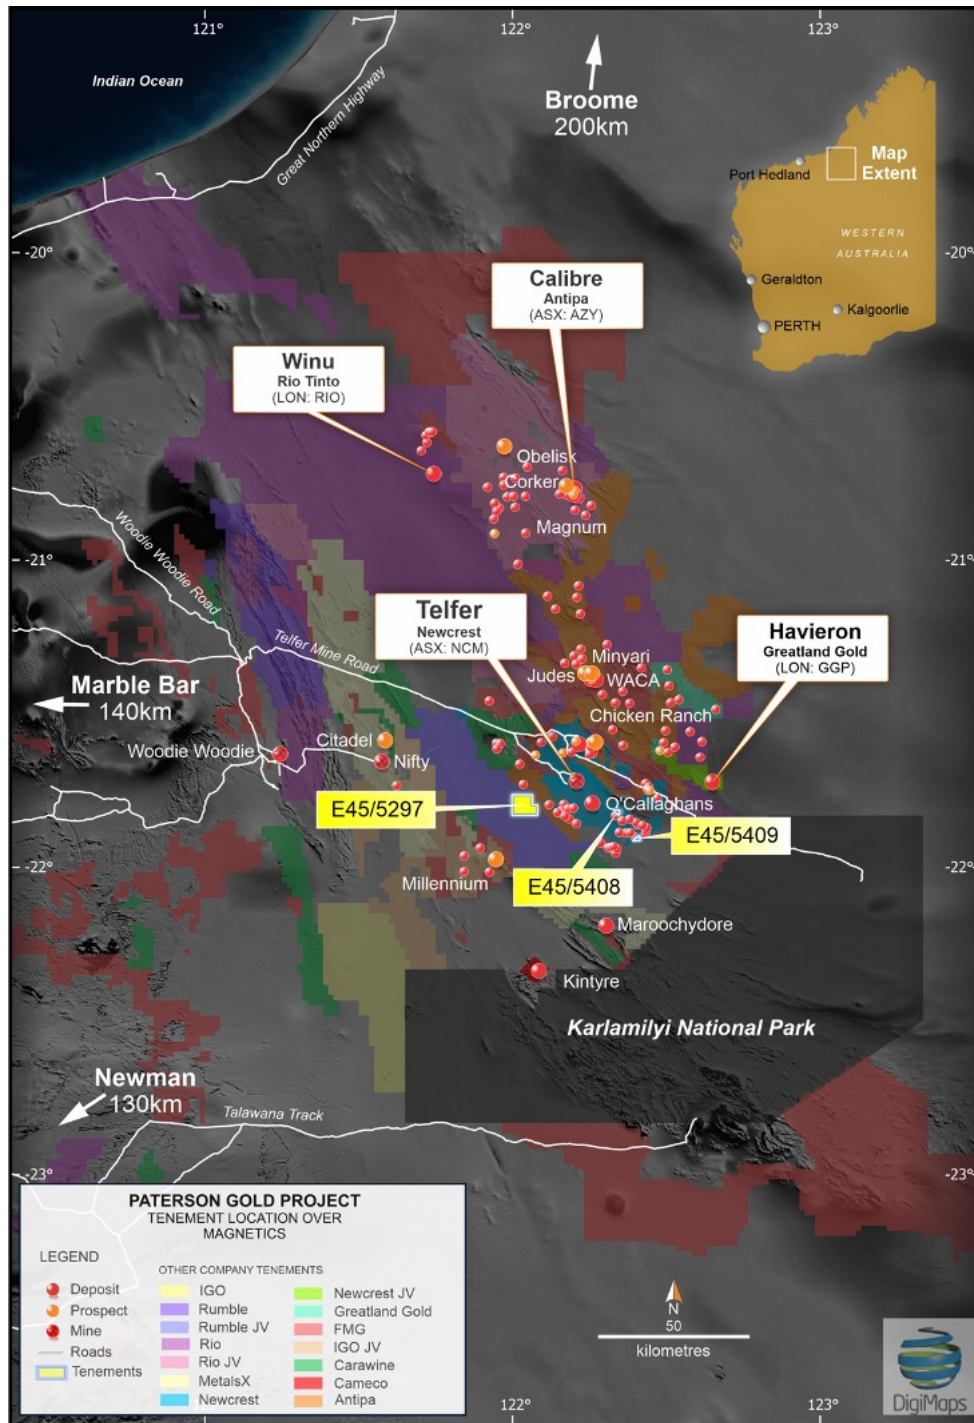 121°
122°
123°
Indian Ocean
Great Northern Highway
Broome
200km
Map
Extent
Port Hedland
WESTERN
AUSTRALIA
Geraldton
Kalgoorlie
PERTH
-20°
-20°
Calibre
Antipa
(ASX: AZY)
Winu
Rio Tinto
(LON: RIO)
Obelisk
Corker
Magnum
-21°
-21°
Woodie Woodie Road
Telfer
Newcrest
(ASX: NCM)
Havieron
Greatland Gold
(LON: GGP)
Telfer Mine Road
Minyari
Judes
WACA
Marble Bar
140km
Chicken Ranch
Citadel
Woodie Woodie
Nifty
E45/5297
O'Callaghans
E45/5409
-22°
-22°
Millennium
E45/5408
Maroochydore
Kintyre
Karlamilyi National Park
Newman
130km
Talawana Track
-23°
-23°
PATERSON GOLD PROJECT
TENEMENT LOCATION OVER
MAGNETICS
LEGEND
Deposit
Prospect
Mine
Roads
Tenements
OTHER COMPANY TENEMENTS
IGO
Rumble
Rumble JV
Rio
Rio JV
MetalsX
Newcrest
Newcrest JV
Greatland Gold
FMG
IGO JV
Carawine
Cameco
Antipa
N
50
kilometres
DigiMaps
121°
122°
123°